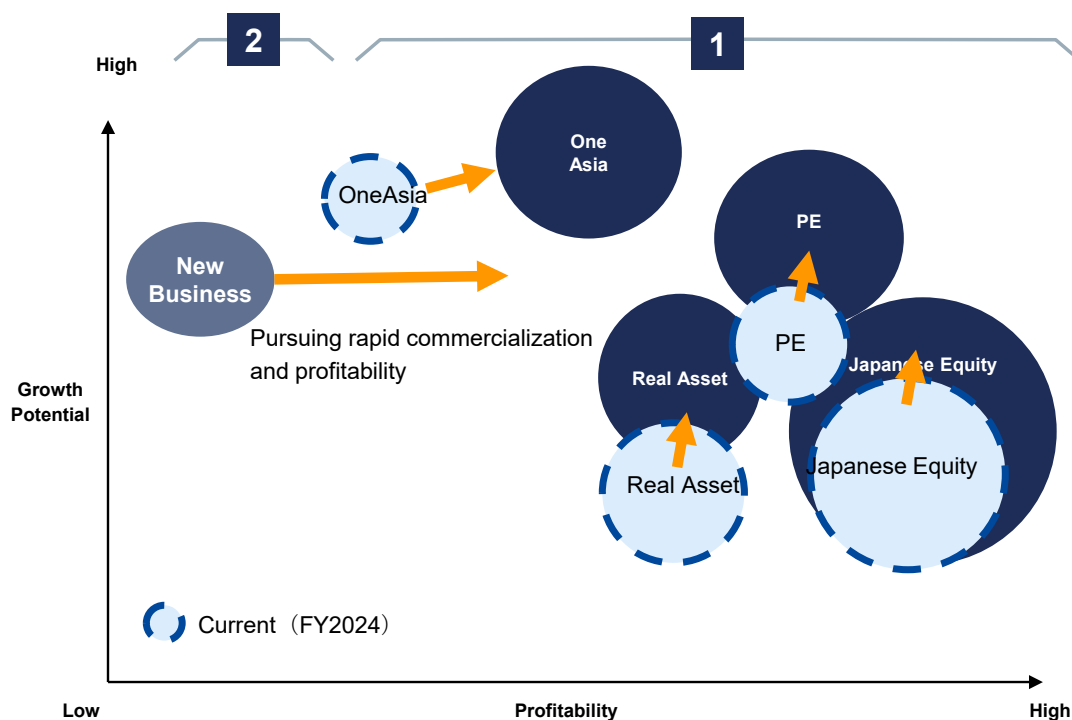 2
1
High
One
Asia
OneAsia
PE
New
Business
Pursuing rapid commercialization
and profitability
PE
Real Asset
Japanese Equity
Growth
Potential
Real Asset
Japanese Equity
Current（FY2024）
Low
Profitability
High